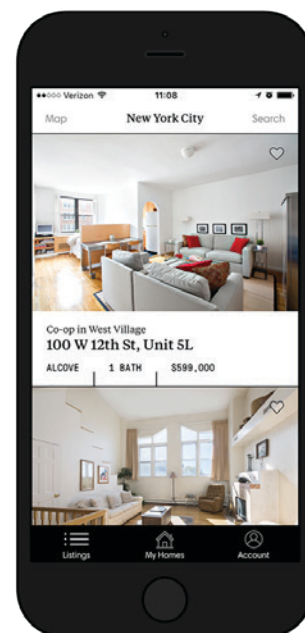 Verizon 11:08
Map New York City Search
Co-op in West Village
100 W 12th St, Unit 5L
ALCOVE 1 BATH $599,000
Listings My Homes Account